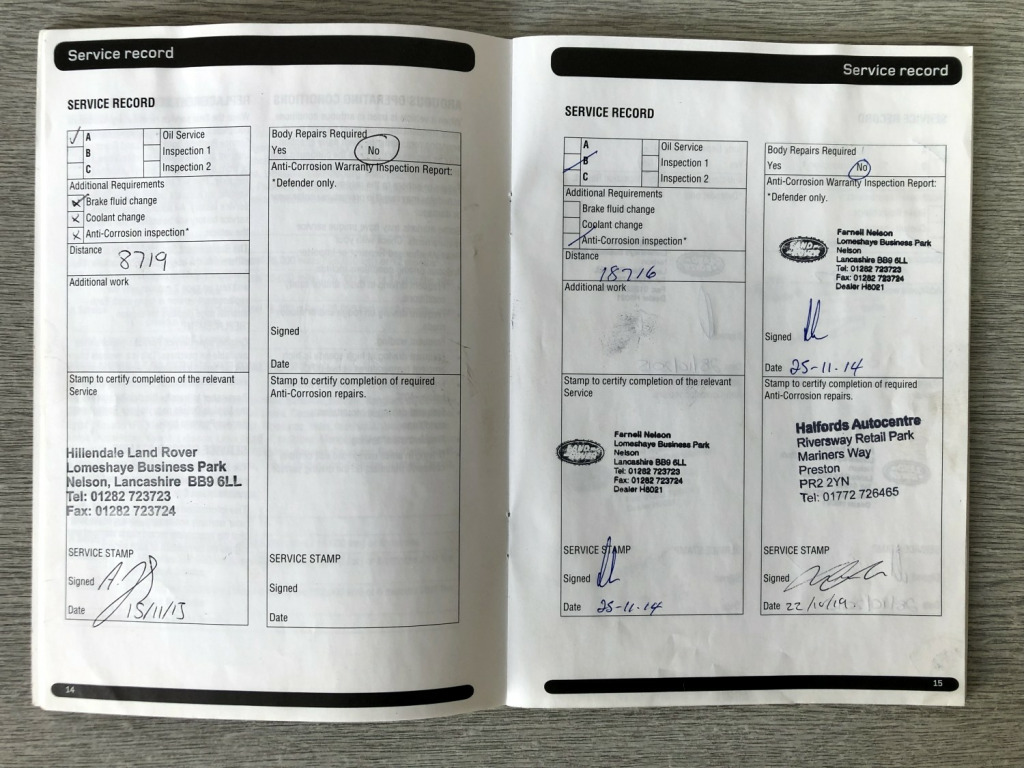 Service record
SERVICE RECORD
A
B
C
Oil Service
Inspection 1
Inspection 2
Additional Requirements
Brake fluid change
Coolant change
Anti-Corrosion inspection*
Distance
8719
Additional work
Stamp to certify completion of the relevant
Service
Hillendale Land Rover
Lomeshaye Business Park
Nelson, Lancashire BB9 6LL
Tel: 01282 723723
Fax: 01282 723724
SERVICE STAMP
Signed
Date 15/11/13
Body Repairs Required
Yes No
Anti-Corrosion Warranty Inspection Report:
*Defender only.
Signed
Date
Stamp to certify completion of required
Anti-Corrosion repairs.
SERVICE STAMP
Signed
Date
14
Service record
SERVICE RECORD
A
B
C
Oil Service
Inspection 1
Inspection 2
Additional Requirements
Brake fluid change
Coolant change
Anti-Corrosion inspection*
Distance
18716
Additional work
Stamp to certify completion of the relevant
Service
LAND ROVER
Farnell Nelson
Lomeshaye Business Park
Nelson
Lancashire BB9 6LL
Tel: 01282 723723
Fax: 01282 723724
Dealer H6021
SERVICE STAMP
Signed
Date 25-11-14
Body Repairs Required
Yes No
Anti-Corrosion Warranty Inspection Report:
*Defender only.
LAND ROVER
Farnell Nelson
Lomeshaye Business Park
Nelson
Lancashire BB9 6LL
Tel: 01282 723723
Fax: 01282 723724
Dealer H6021
Signed
Date 25-11-14
Stamp to certify completion of required
Anti-Corrosion repairs.
Halfords Autocentre
Riversway Retail Park
Mariners Way
Preston
PR2 2YN
Tel: 01772 726465
SERVICE STAMP
Signed
Date 22/10/19
15